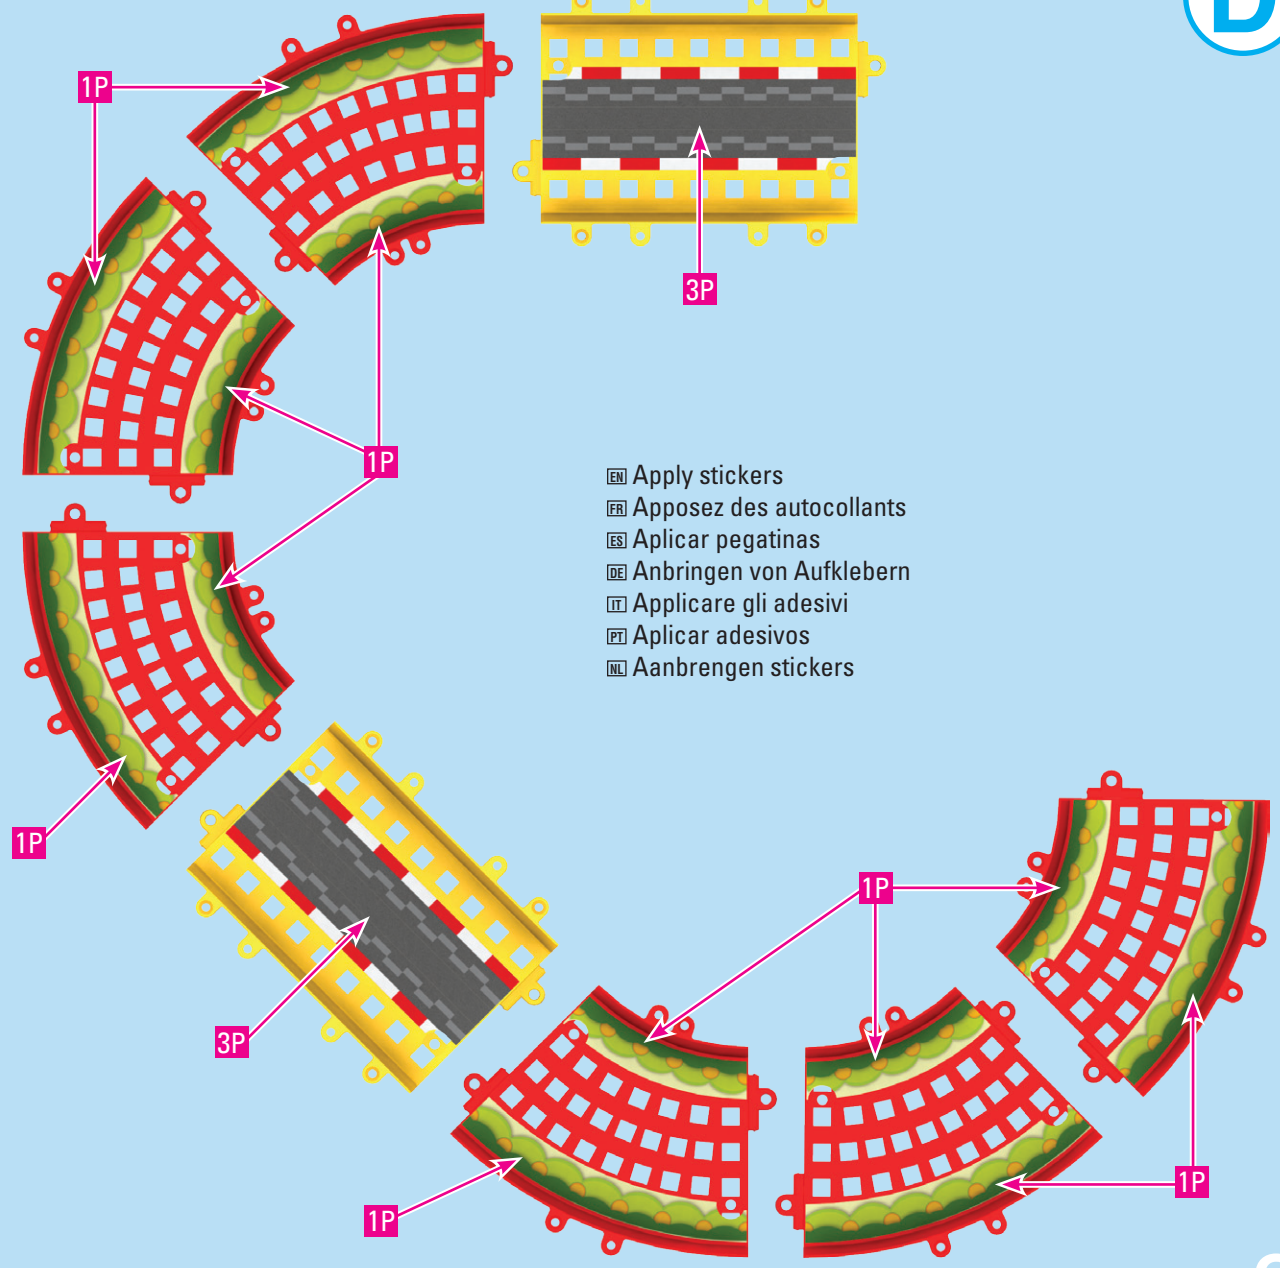 D
1P
3P
1P
EN Apply stickers
FR Apposez des autocollants
ES Aplicar pegatinas
DE Anbringen von Aufklebern
IT Applicare gli adesivi
PT Aplicar adesivos
NL Aanbrengen stickers
1P
1P
3P
1P
1P